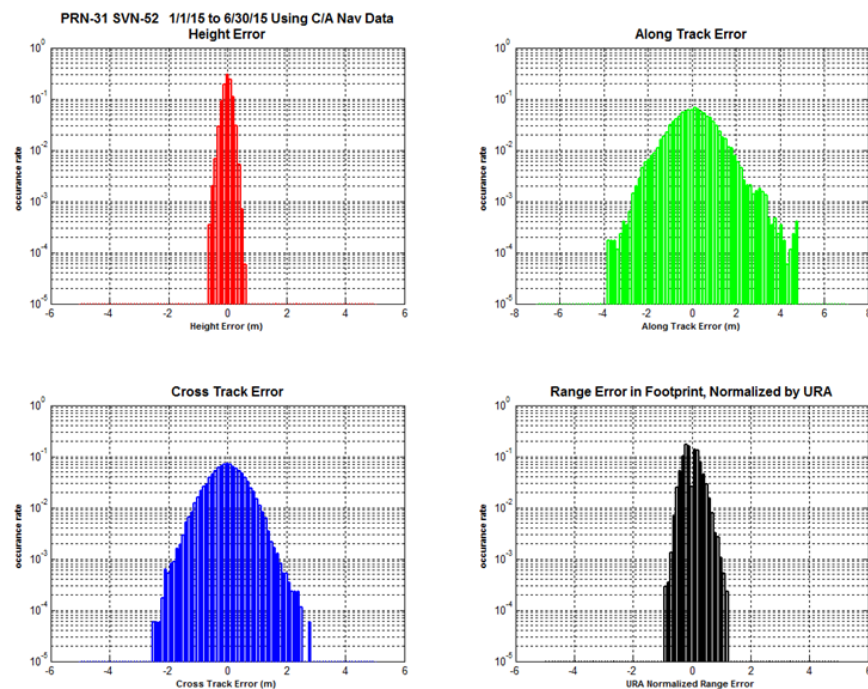 PRN-31 SVN-52 1/1/15 to 6/30/15 Using C/A Nav Data
Height Error
10^0
10^-1
10^-2
10^-3
10^-4
10^-5
occurance rate
-6 -4 -2 0 2 4 6
Height Error (m)
Along Track Error
10^0
10^-1
10^-2
10^-3
10^-4
10^-5
occurance rate
-8 -6 -4 -2 0 2 4 6 8
Along Track Error (m)
Cross Track Error
10^0
10^-1
10^-2
10^-3
10^-4
10^-5
occurance rate
-6 -4 -2 0 2 4 6
Cross Track Error (m)
Range Error in Footprint, Normalized by URA
10^0
10^-1
10^-2
10^-3
10^-4
10^-5
occurance rate
-6 -4 -2 0 2 4 6
URA Normalized Range Error